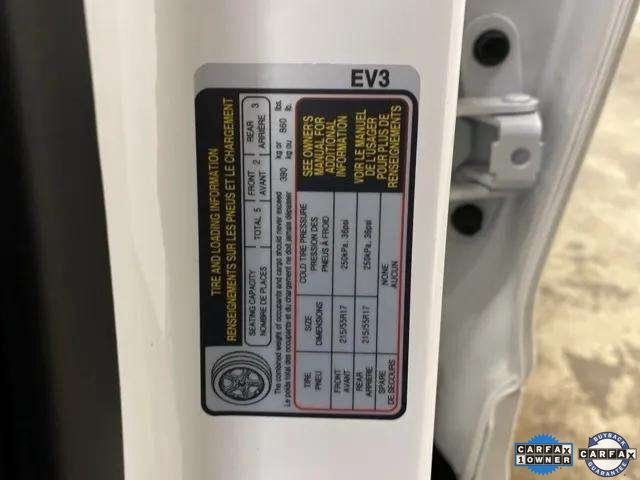 EV3
TIRE AND LOADING INFORMATION
RENSEIGNEMENTS SUR LES PNEUS ET LE CHARGEMENT
SEATING CAPACITY
NOMBRE DE PLACES
TOTAL 5
FRONT
AVANT
2
REAR
ARRIÈRE
3
The combined weight of occupants and cargo should never exceed 390 kg or 860 lbs.
Le poids total des occupants et du chargement ne doit jamais dépasser 390 kg ou 860 lb.
TIRE
PNEU
SIZE
DIMENSIONS
COLD TIRE PRESSURE
PRESSION DES
PNEUS À FROID
FRONT
AVANT
215/55R17
250kPa, 36psi
REAR
ARRIÈRE
215/55R17
250kPa, 36psi
SPARE
DE SECOURS
NONE
AUCUN
SEE OWNER'S
MANUAL FOR
ADDITIONAL
INFORMATION
VOIR LE MANUEL
DE L'USAGER
POUR PLUS DE
RENSEIGNEMENTS
CARFAX
1 OWNER
BUYBACK
CARFAX
GUARANTEE